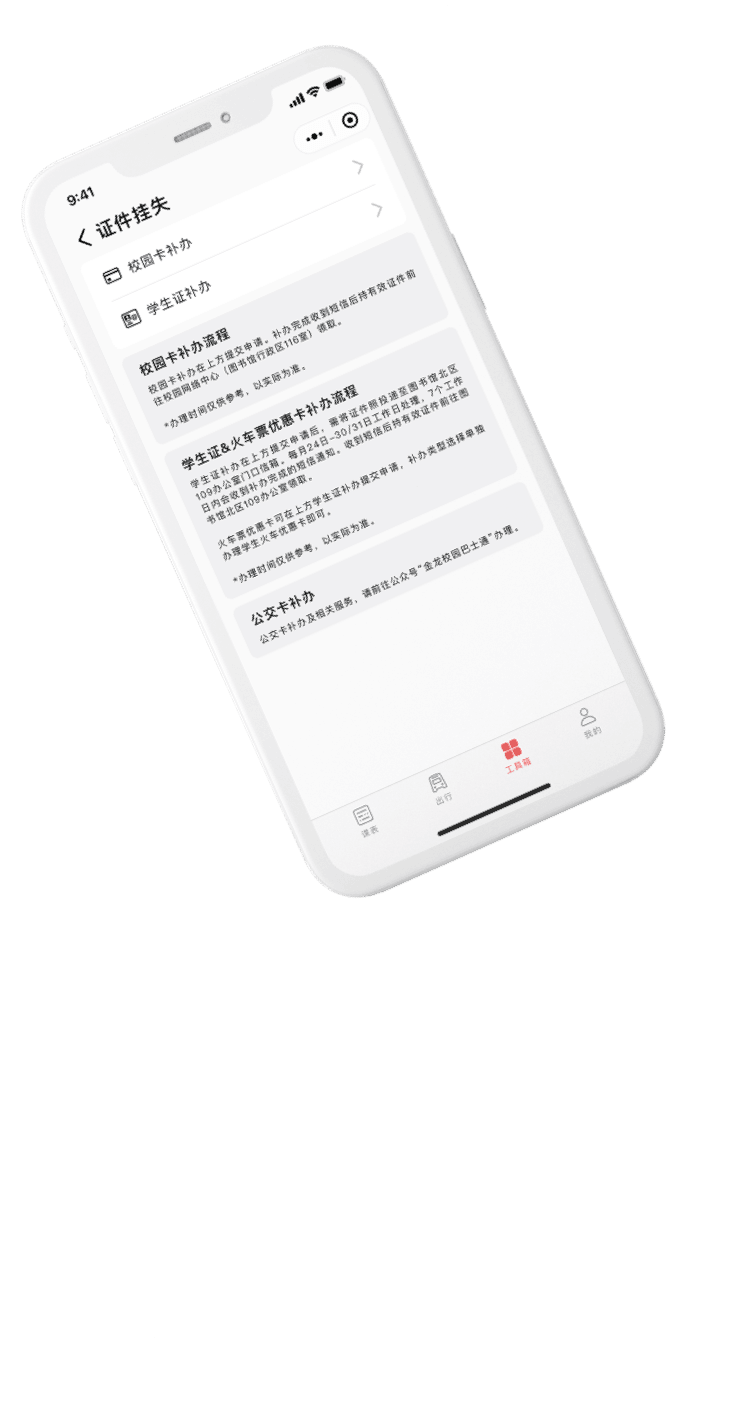 9:41
证件挂失
校园卡补办
学生证补办
校园卡补办流程
校园卡补办在上方提交申请。补办完成收到短信后持有效证件前
往校园网络中心（图书馆行政区116室）领取。
*办理时间仅供参考，以实际为准。
学生证&火车票优惠卡补办流程
学生证补办在上方提交申请后，需将证件照投递至图书馆北区
109办公室门口信箱。每月24日-30/31日工作日处理，7个工作
日内会收到补办完成的短信通知。收到短信后持有效证件前往图
书馆北区109办公室领取。
火车票优惠卡可在上方学生证补办提交申请，补办类型选择单独
办理学生火车优惠卡即可。
*办理时间仅供参考，以实际为准。
公交卡补办
公交卡补办及相关服务，请前往公众号“金龙校园巴士通”办理。
课表
出行
工具箱
我的